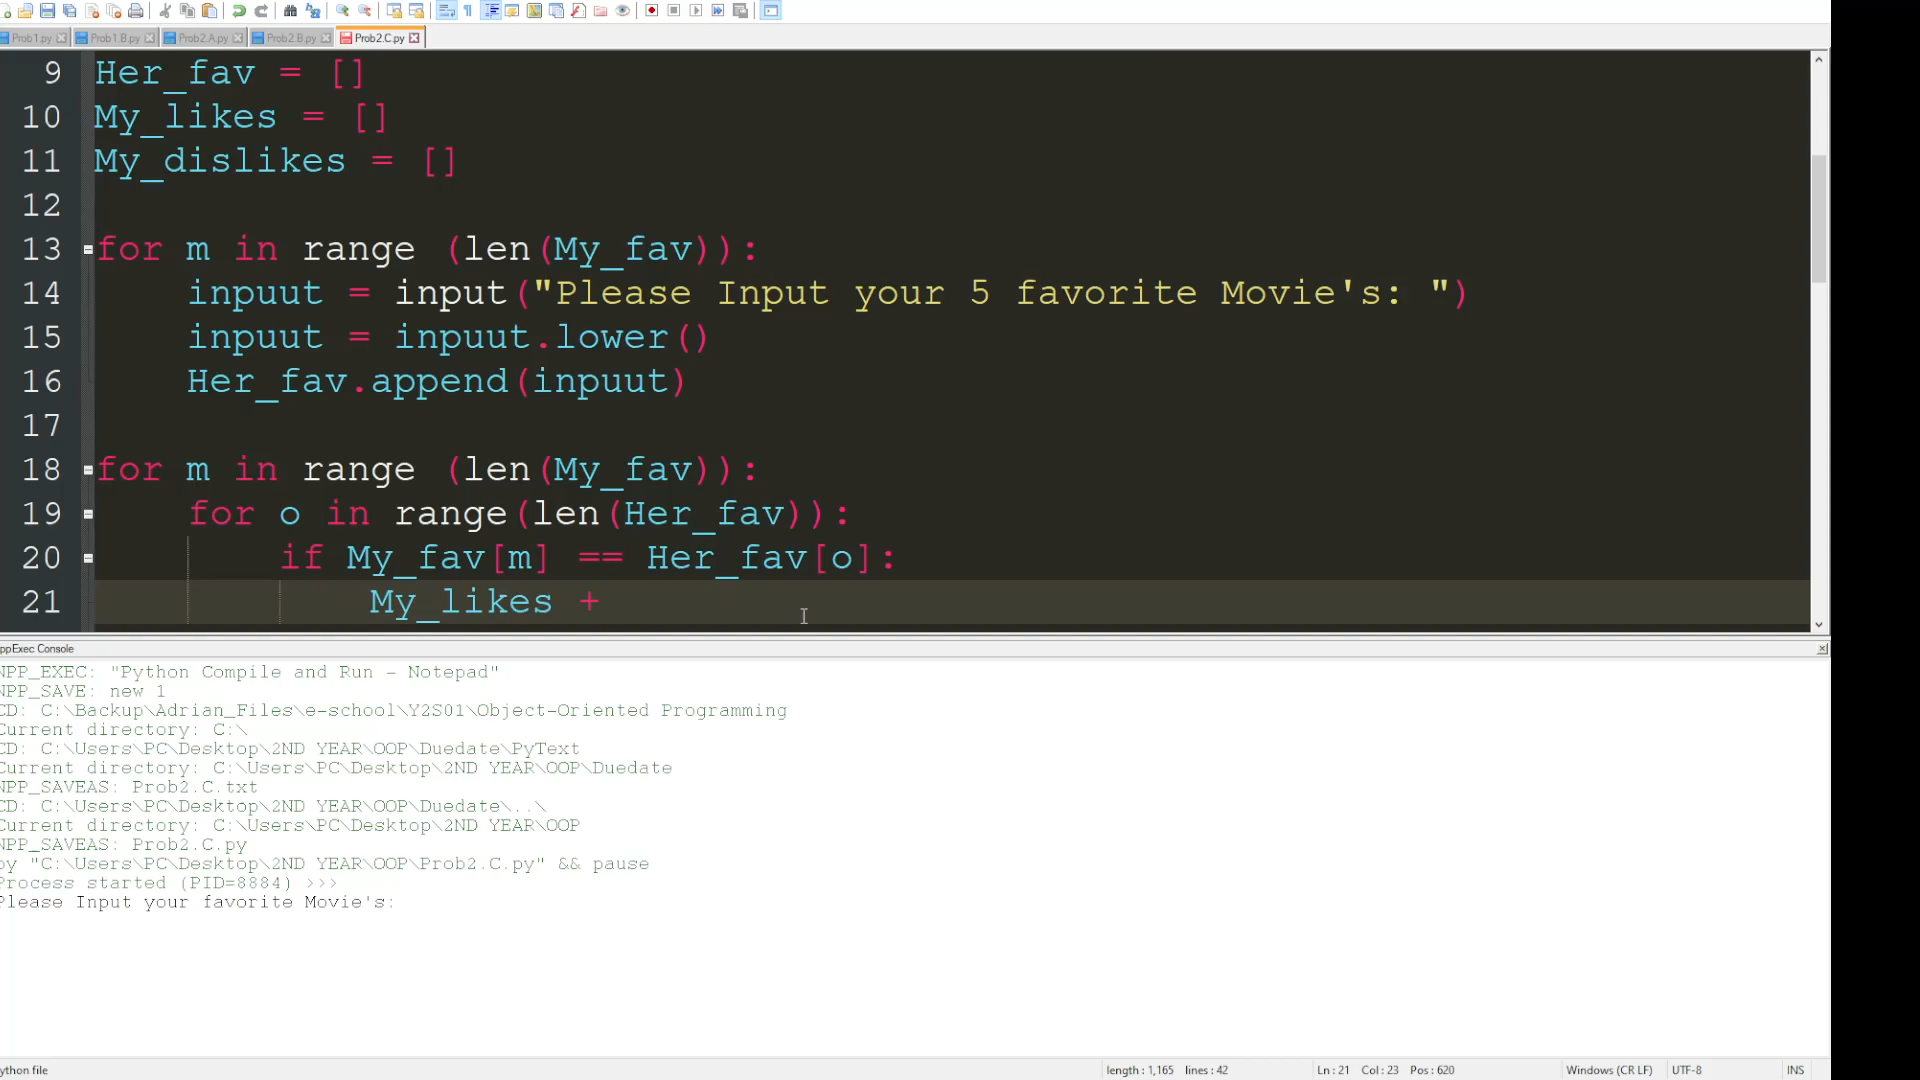 Prob1.py Prob1.B.py Prob2.A.py Prob2.B.py Prob2.C.py
9 Her_fav = []
10 My_likes = []
11 My_dislikes = []
12
13 for m in range (len(My_fav)):
14 inpuut = input("Please Input your 5 favorite Movie's: ")
15 inpuut = inpuut.lower()
16 Her_fav.append(inpuut)
17
18 for m in range (len(My_fav)):
19 for o in range(len(Her_fav)):
20 if My_fav[m] == Her_fav[o]:
21 My_likes +
ppExec Console
NPP_EXEC: "Python Compile and Run - Notepad"
NPP_SAVE: new 1
CD: C:\Backup\Adrian_Files\e-school\Y2S01\Object-Oriented Programming
Current directory: C:\
CD: C:\Users\PC\Desktop\2ND YEAR\OOP\Duedate\PyText
Current directory: C:\Users\PC\Desktop\2ND YEAR\OOP\Duedate
NPP_SAVEAS: Prob2.C.txt
CD: C:\Users\PC\Desktop\2ND YEAR\OOP\Duedate\..\
Current directory: C:\Users\PC\Desktop\2ND YEAR\OOP
NPP_SAVEAS: Prob2.C.py
py "C:\Users\PC\Desktop\2ND YEAR\OOP\Prob2.C.py" && pause
Process started (PID=8884) >>>
Please Input your favorite Movie's:
ython file length : 1,165 lines : 42 Ln : 21 Col : 23 Pos : 620 Windows (CR LF) UTF-8 INS